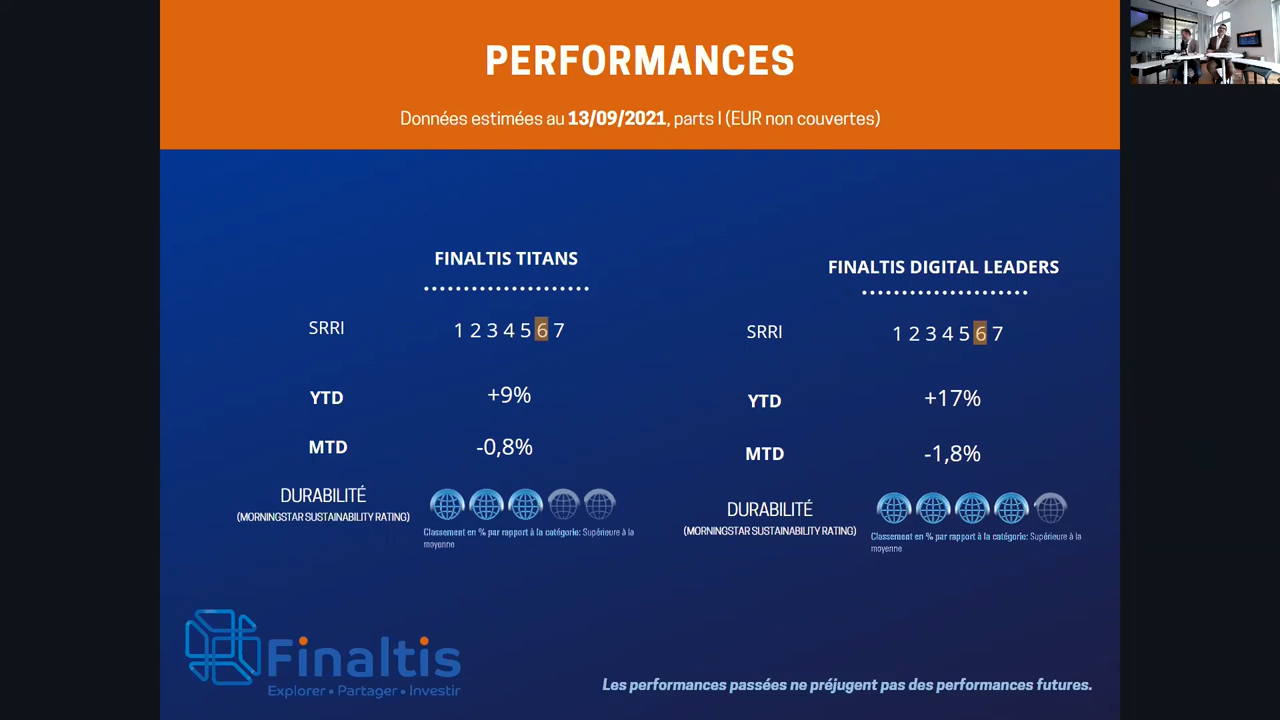 PERFORMANCES
Données estimées au 13/09/2021, parts I (EUR non couvertes)
FINALTIS TITANS
SRRI
1 2 3 4 5 6 7
YTD
+9%
MTD
-0,8%
DURABILITÉ
(MORNINGSTAR SUSTAINABILITY RATING)
Classement en % par rapport à la catégorie: Supérieure à la
moyenne
FINALTIS DIGITAL LEADERS
SRRI
1 2 3 4 5 6 7
YTD
+17%
MTD
-1,8%
DURABILITÉ
(MORNINGSTAR SUSTAINABILITY RATING)
Classement en % par rapport à la catégorie: Supérieure à la
moyenne
Finaltis
Explorer • Partager • Investir
Les performances passées ne préjugent pas des performances futures.